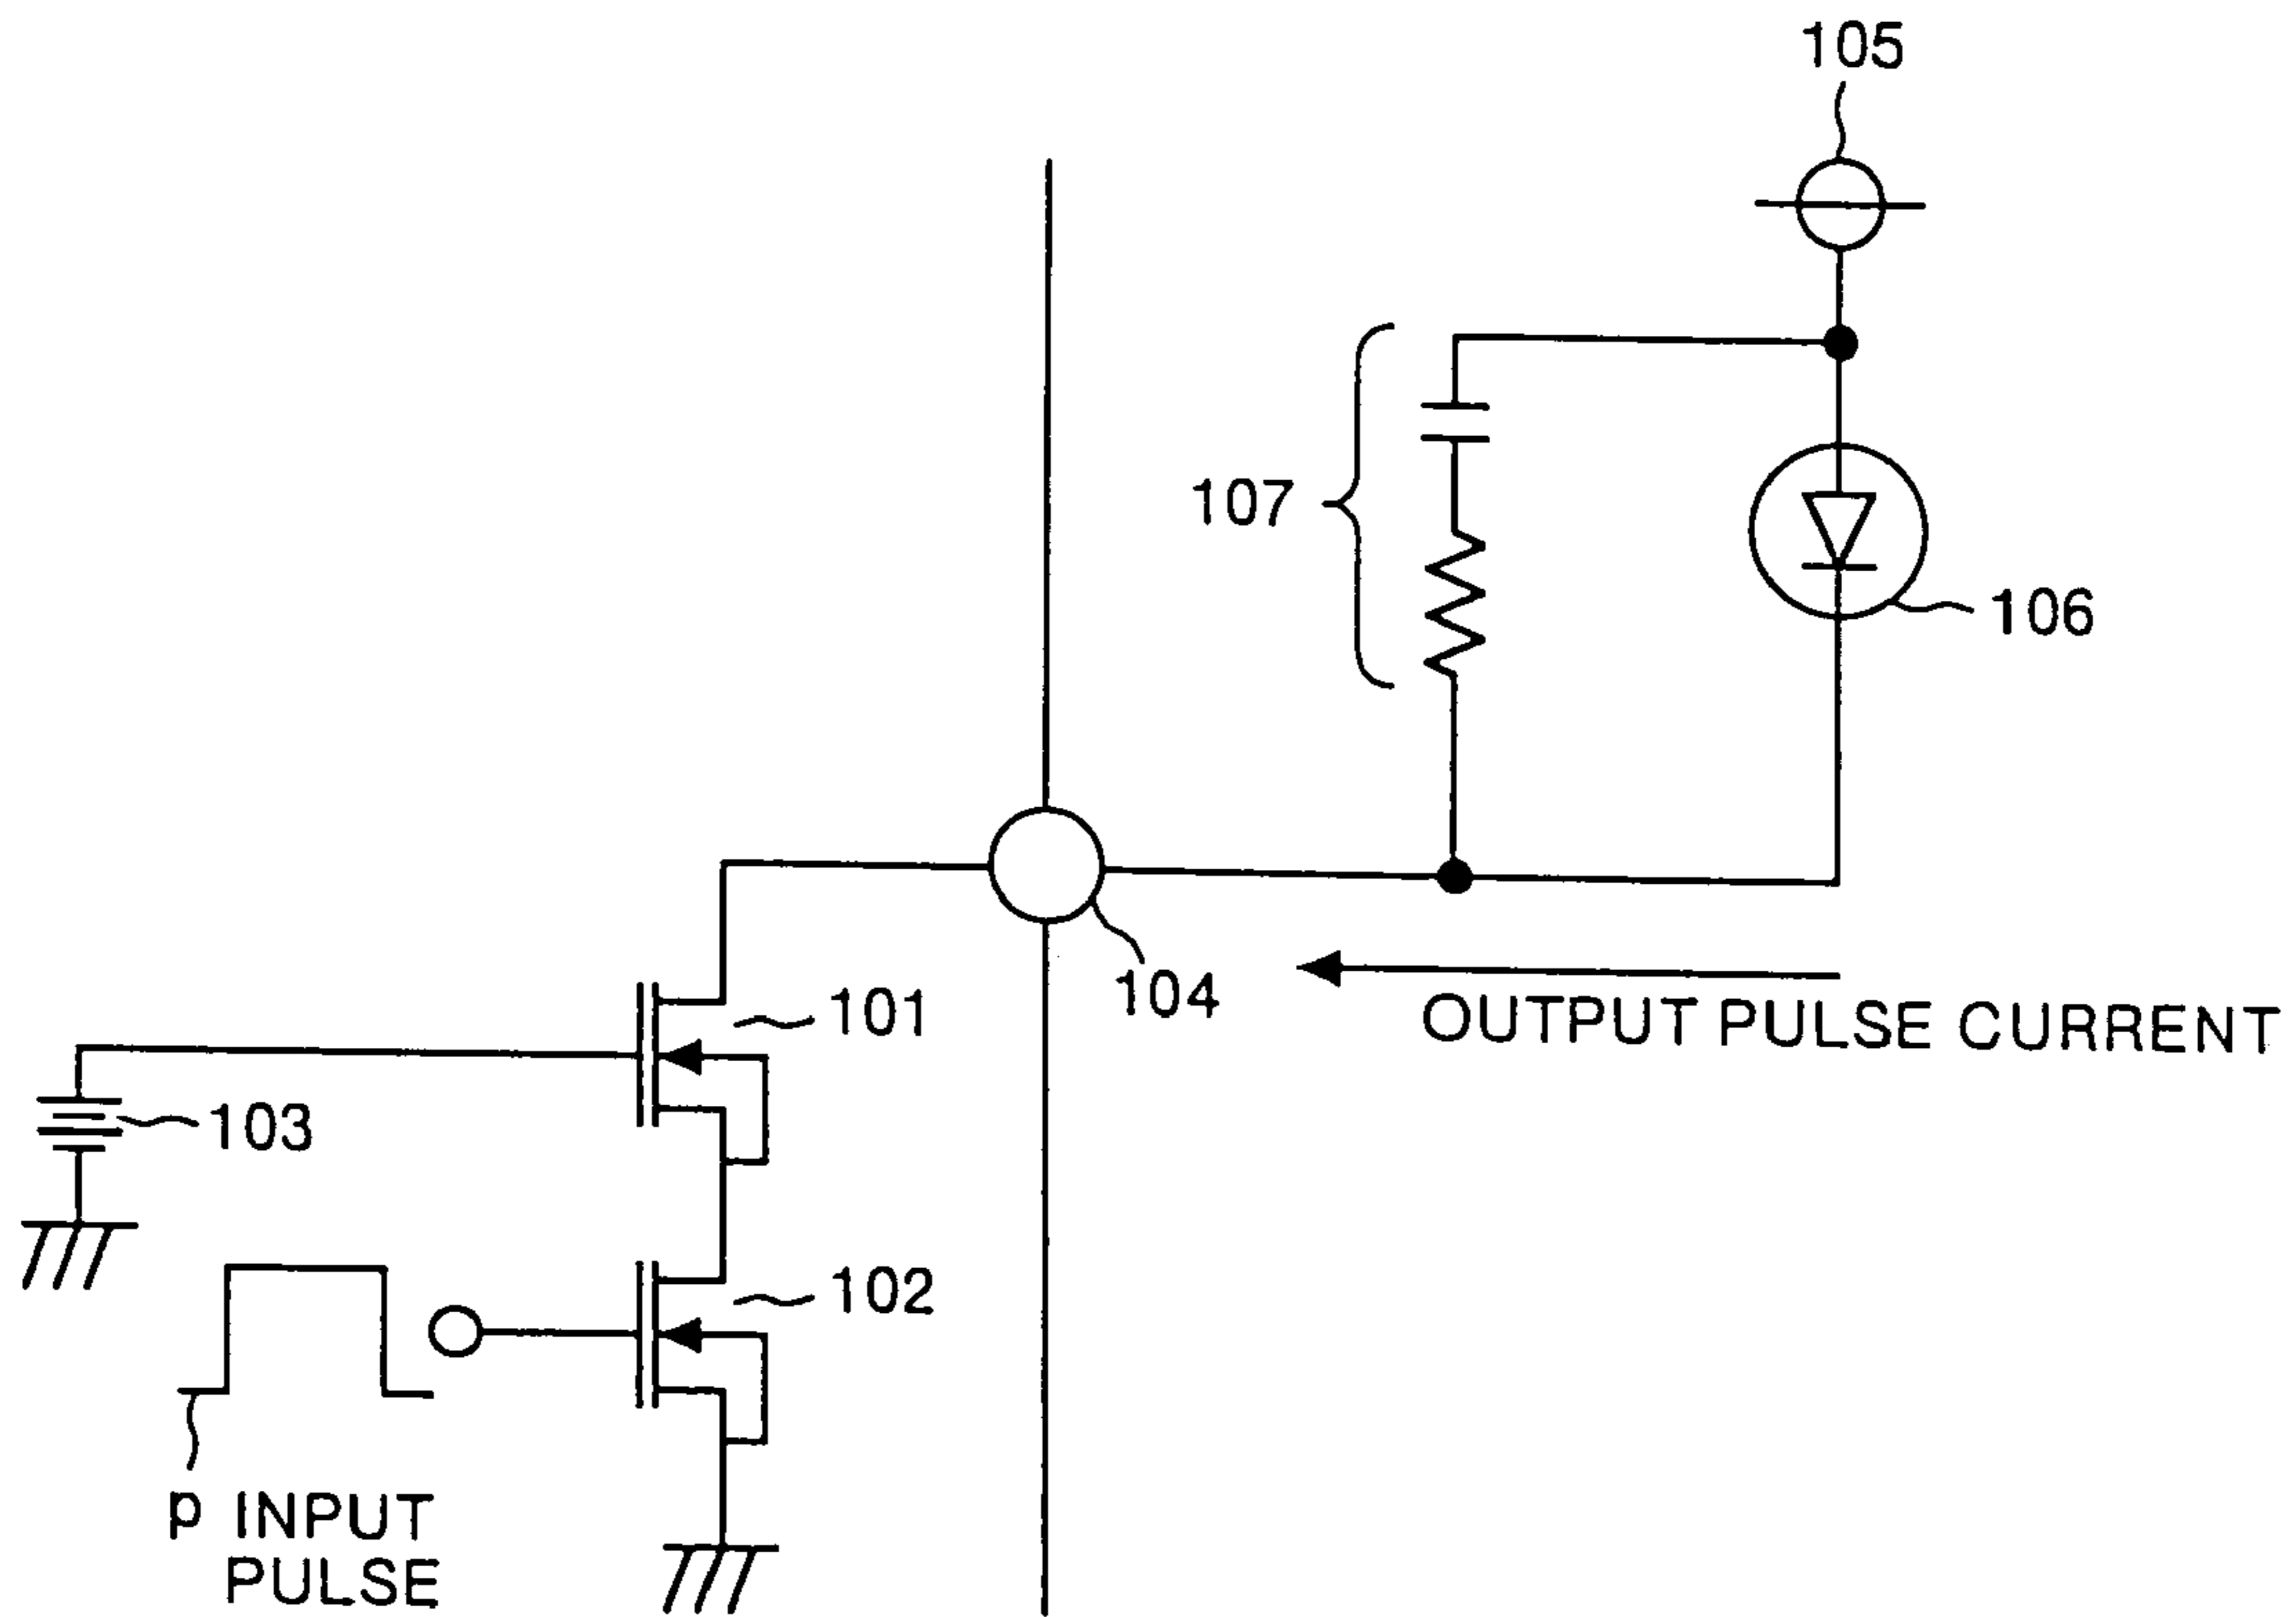 105
107
106
104
101
OUTPUT PULSE CURRENT
103
102
p INPUT
PULSE